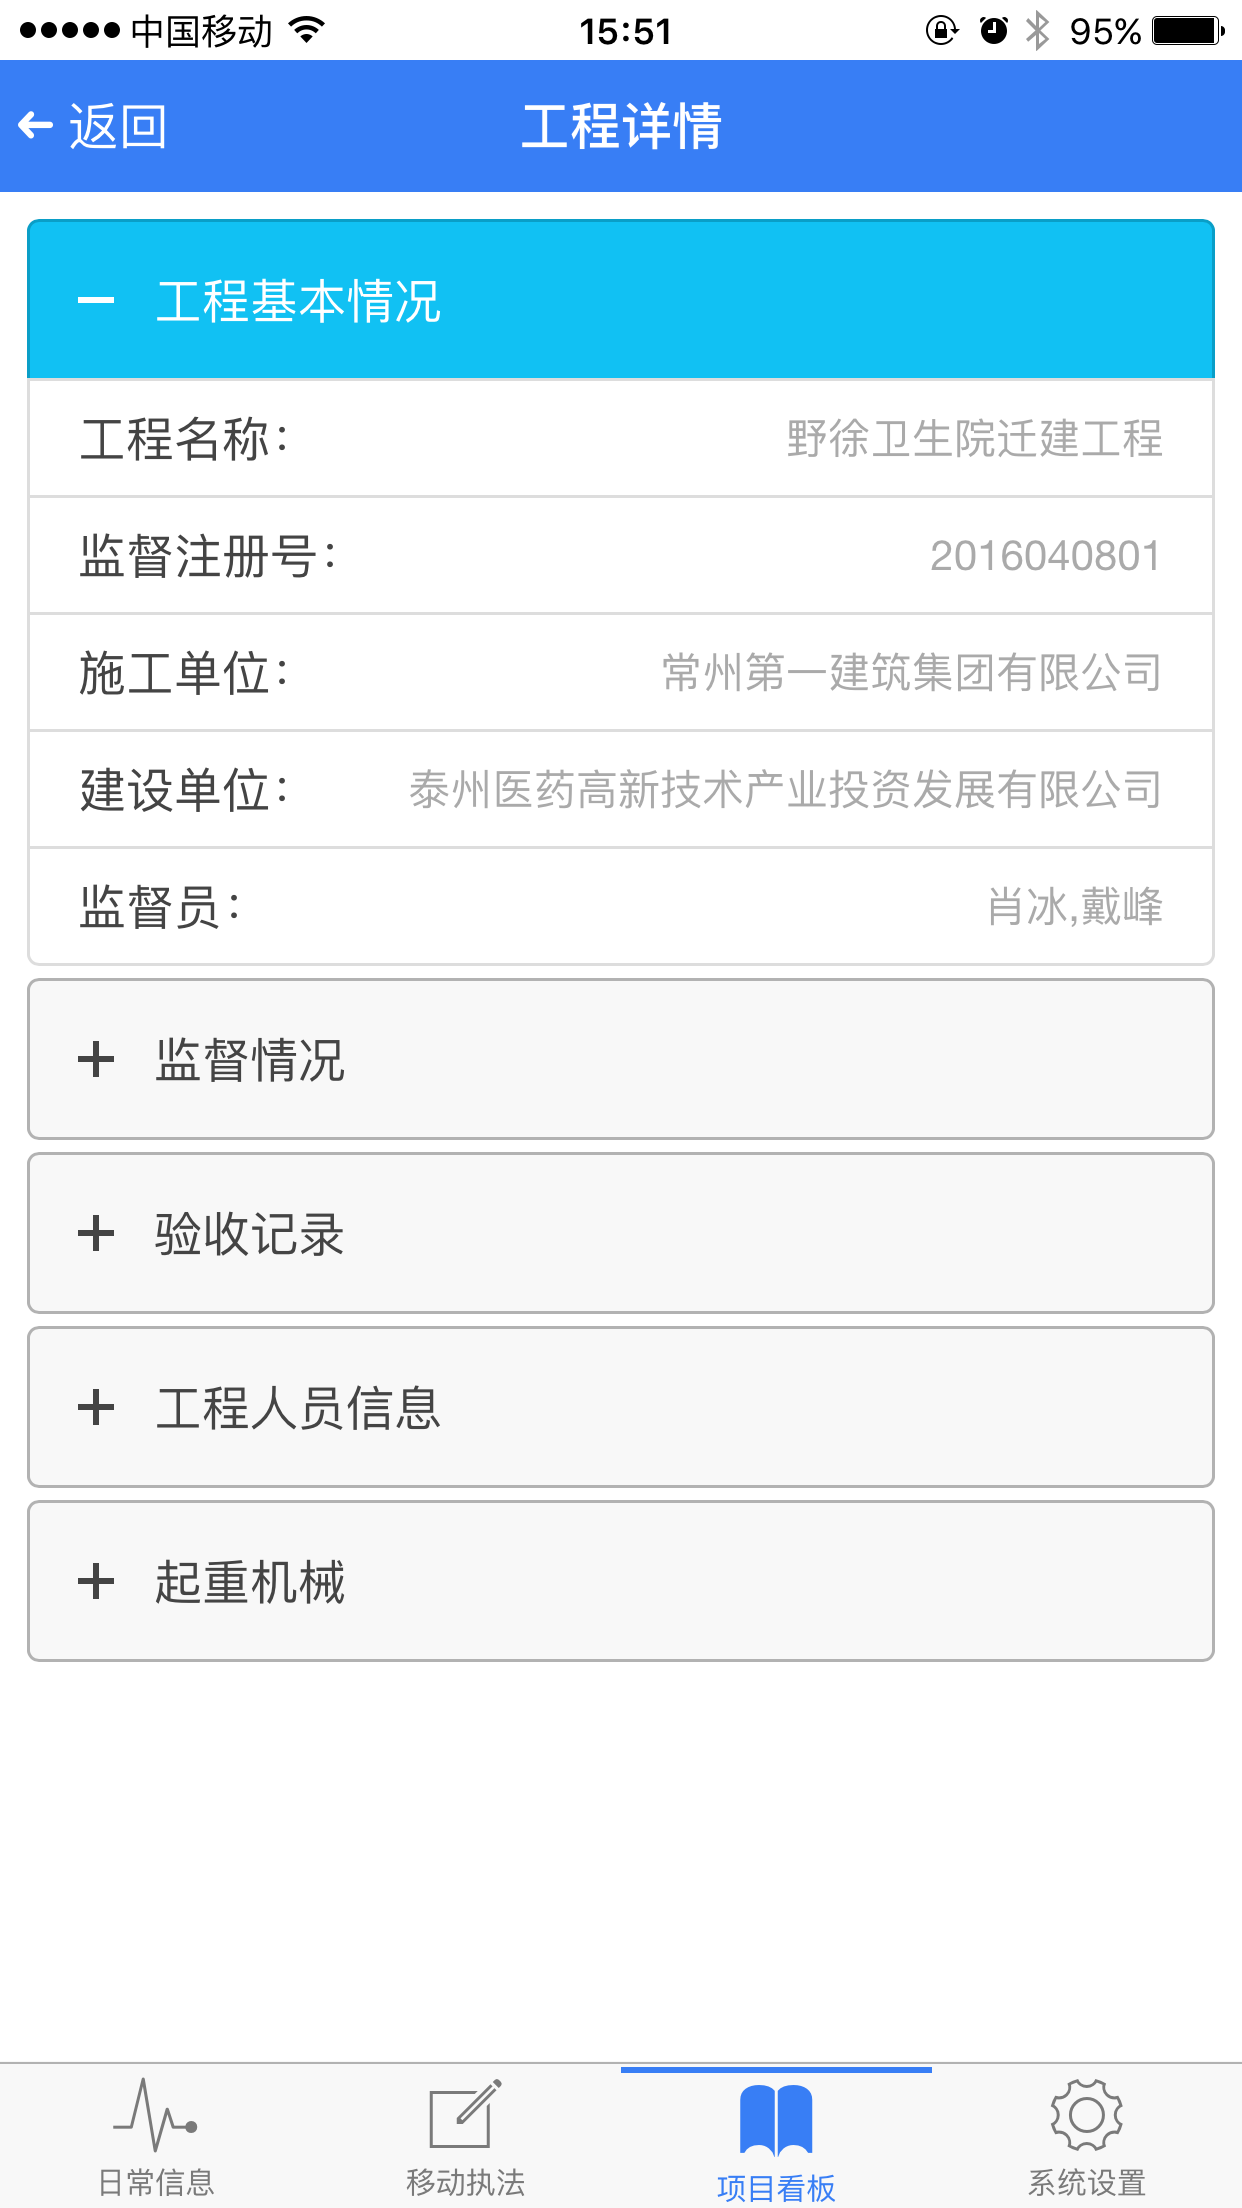 中国移动 15:51 95%
返回 工程详情
工程基本情况
工程名称: 野徐卫生院迁建工程
监督注册号: 2016040801
施工单位: 常州第一建筑集团有限公司
建设单位: 泰州医药高新技术产业投资发展有限公司
监督员: 肖冰,戴峰
监督情况
验收记录
工程人员信息
起重机械
日常信息 移动执法 项目看板 系统设置